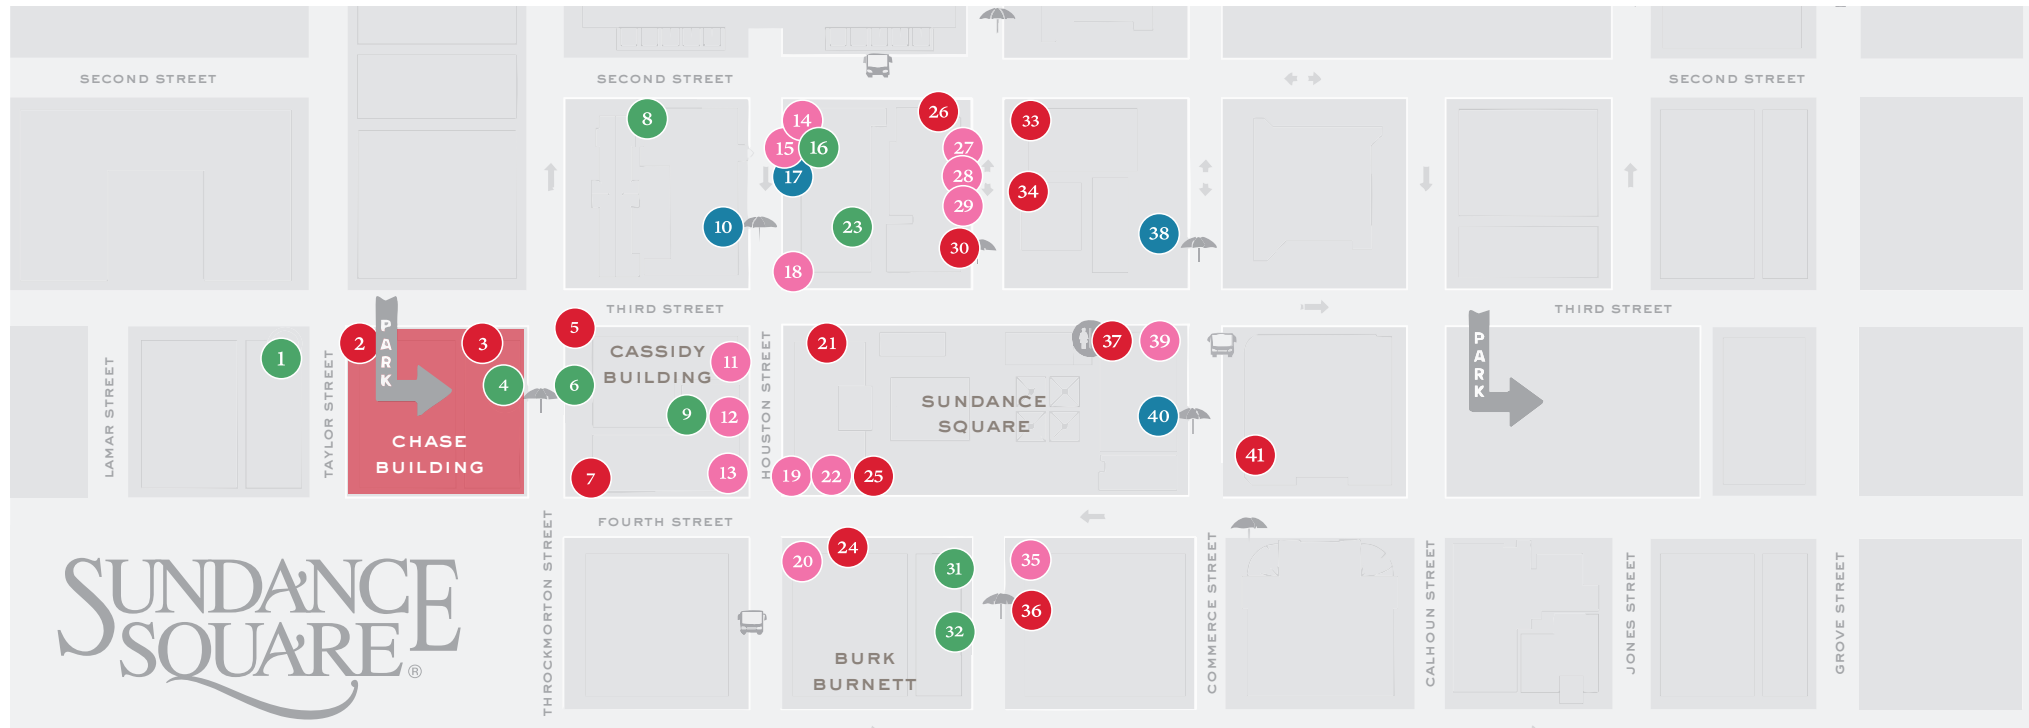 SECOND STREET
SECOND STREET
SECOND STREET
8
14
26
33
15
16
27
17
28
34
29
10
23
38
30
18
THIRD STREET
THIRD STREET
PARK
PARK
1
2
3
4
5
6
CASSIDY
BUILDING
11
9
12
7
13
21
37
39
SUNDANCE
SQUARE
40
41
19
22
25
CHASE
BUILDING
LAMAR STREET
TAYLOR STREET
HOUSTON STREET
FOURTH STREET
20
24
31
35
32
36
BURK
BURNETT
THROCKMORTON STREET
COMMERCE STREET
CALHOUN STREET
JONES STREET
GROVE STREET
SUNDANCE
SQUARE®